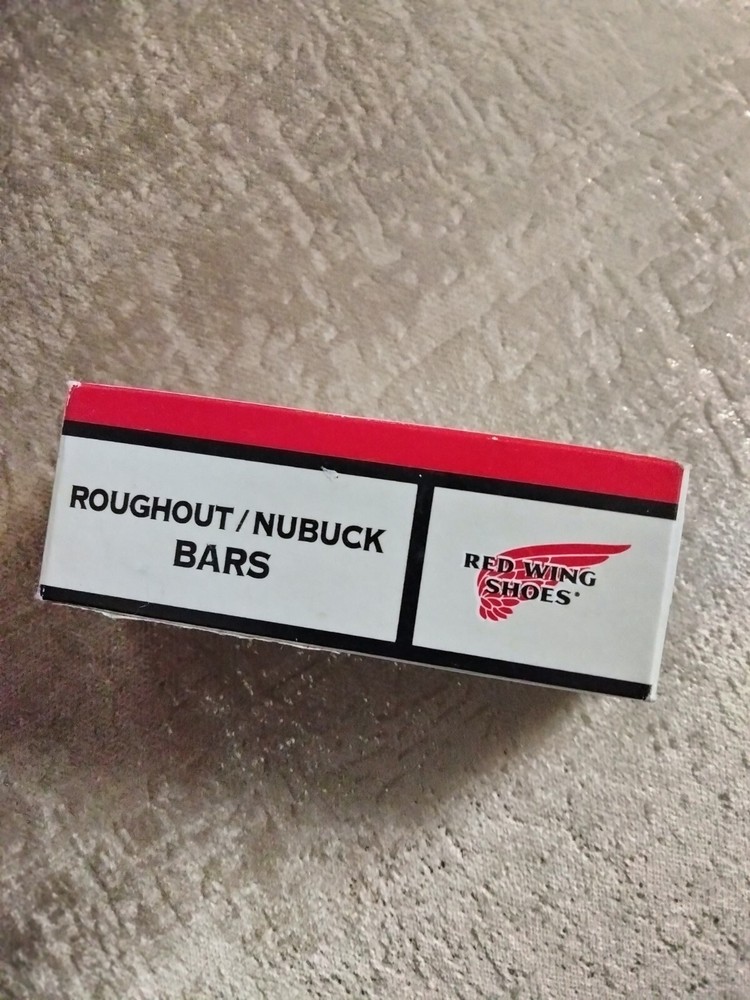 ROUGHOUT / NUBUCK
BARS
RED WING
SHOES®